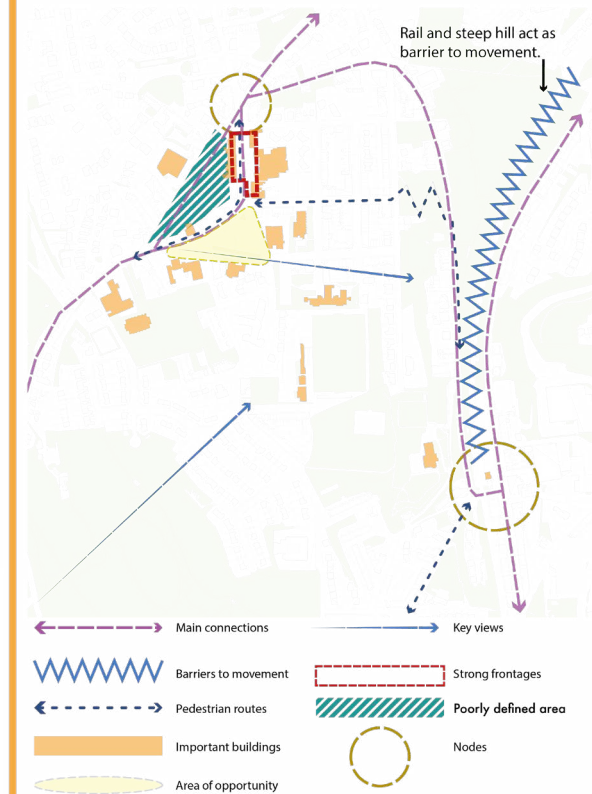 Rail and steep hill act as
barrier to movement.
Main connections
Key views
Barriers to movement
Strong frontages
Pedestrian routes
Poorly defined area
Important buildings
Nodes
Area of opportunity